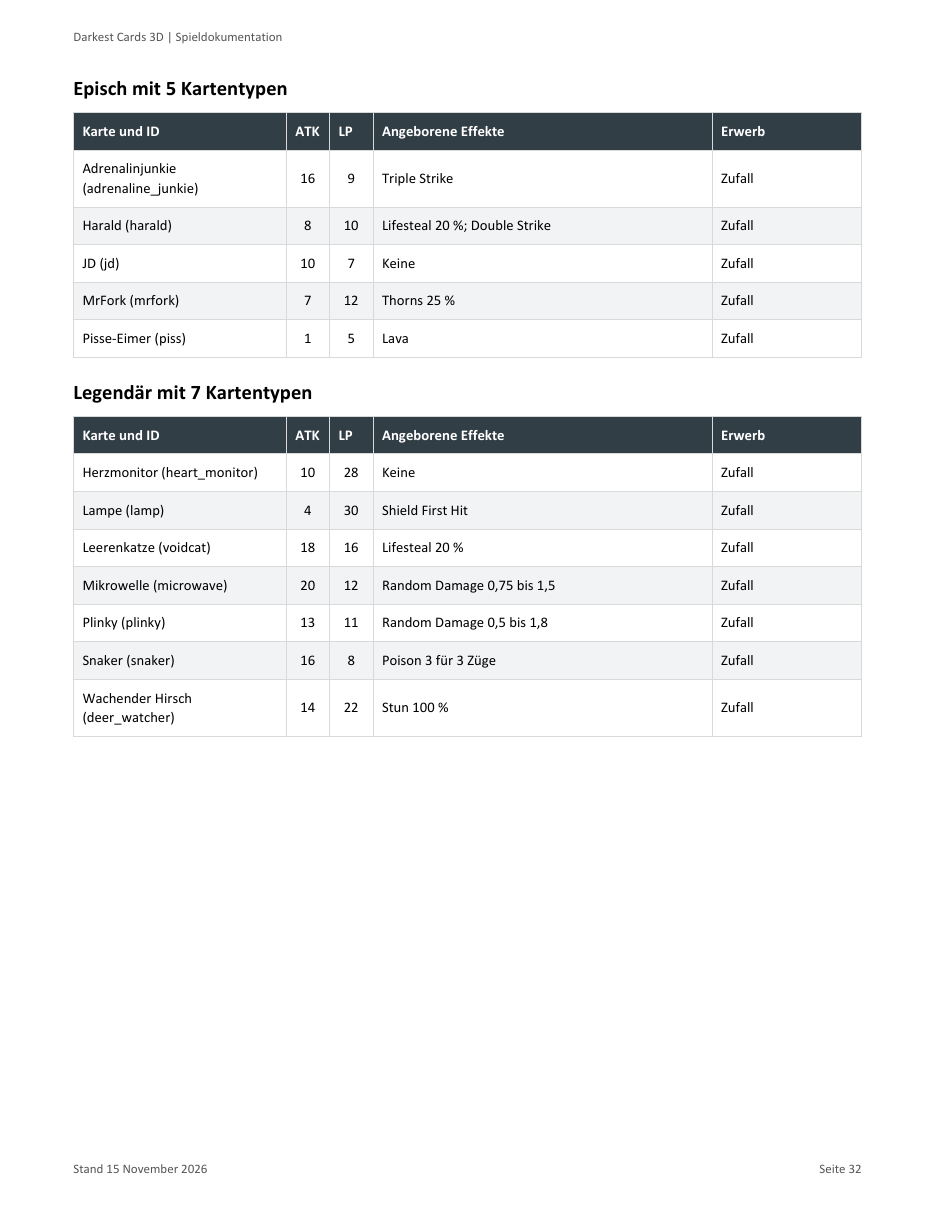 Darkest Cards 3D | Spieldokumentation
Episch mit 5 Kartentypen
Karte und ID ATK LP Angeborene Effekte Erwerb
Adrenalinjunkie
(adrenaline_junkie) 16 9 Triple Strike Zufall
Harald (harald) 8 10 Lifesteal 20 %; Double Strike Zufall
JD (jd) 10 7 Keine Zufall
MrFork (mrfork) 7 12 Thorns 25 % Zufall
Pisse-Eimer (piss) 1 5 Lava Zufall
Legendär mit 7 Kartentypen
Karte und ID ATK LP Angeborene Effekte Erwerb
Herzmonitor (heart_monitor) 10 28 Keine Zufall
Lampe (lamp) 4 30 Shield First Hit Zufall
Leerenkatze (voidcat) 18 16 Lifesteal 20 % Zufall
Mikrowelle (microwave) 20 12 Random Damage 0,75 bis 1,5 Zufall
Plinky (plinky) 13 11 Random Damage 0,5 bis 1,8 Zufall
Snaker (snaker) 16 8 Poison 3 für 3 Züge Zufall
Wachender Hirsch
(deer_watcher) 14 22 Stun 100 % Zufall
Stand 15 November 2026 Seite 32